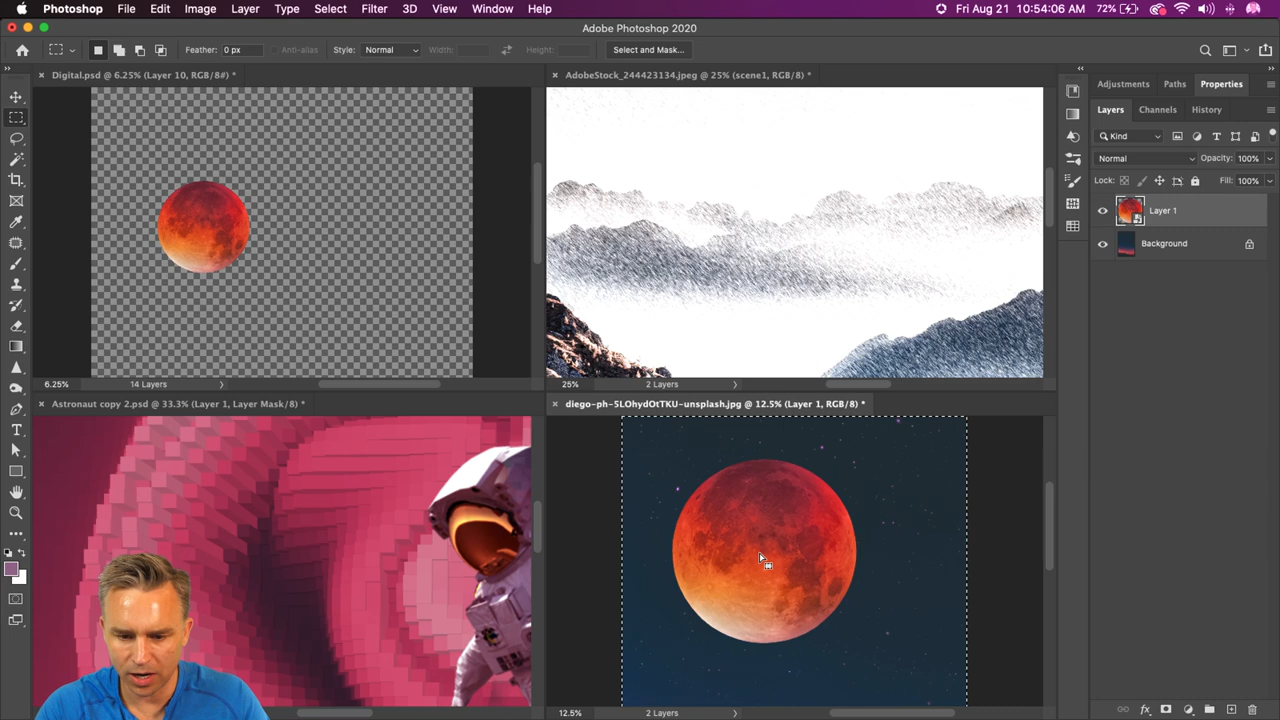 Photoshop File Edit Image Layer Type Select Filter 3D View Window Help 72% Fri Aug 21 10:54:06 AM
Adobe Photoshop 2020
Feather: 0 px Anti-alias Style: Normal Width: Height: Select and Mask...
Digital.psd @ 6.25% (Layer 10, RGB/8#) *
AdobeStock_244423134.jpeg @ 25% (scene1, RGB/8) *
Adjustments Paths Properties
Layers Channels History
Kind
Normal Opacity: 100%
Lock: Fill: 100%
Layer 1
Background
6.25% 14 Layers
25% 2 Layers
Astronaut copy 2.psd @ 33.3% (Layer 1, Layer Mask/8) *
diego-ph-5LOhydOtTKU-unsplash.jpg @ 12.5% (Layer 1, RGB/8) *
12.5% 2 Layers